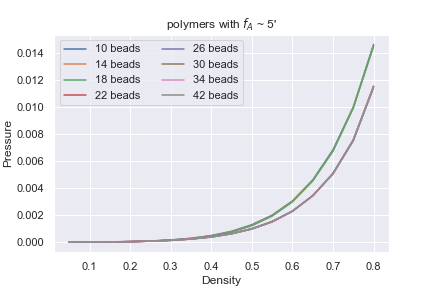 polymers with f_A ~ 5'
10 beads
14 beads
18 beads
22 beads
26 beads
30 beads
34 beads
42 beads
Pressure
0.014
0.012
0.010
0.008
0.006
0.004
0.002
0.000
0.1 0.2 0.3 0.4 0.5 0.6 0.7 0.8
Density